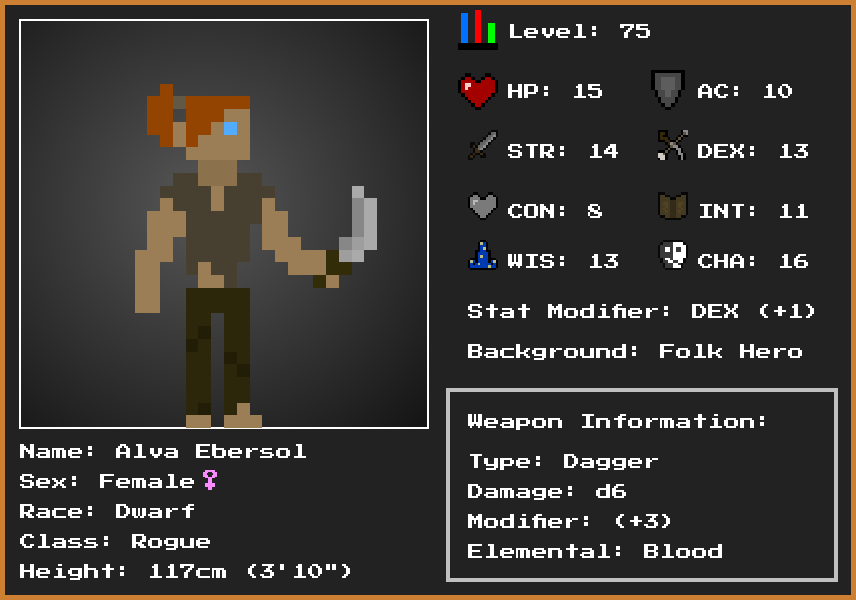 Level: 75
HP: 15
AC: 10
STR: 14
DEX: 13
CON: 8
INT: 11
WIS: 13
CHA: 16
Stat Modifier: DEX (+1)
Background: Folk Hero
Weapon Information:
Type: Dagger
Damage: d6
Modifier: (+3)
Elemental: Blood
Name: Alva Ebersol
Sex: Female♀
Race: Dwarf
Class: Rogue
Height: 117cm (3'10")